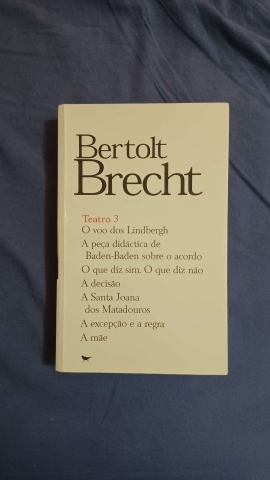 Bertolt
Brecht
Teatro 3
O voo dos Lindbergh
A peça didáctica de
Baden-Baden sobre o acordo
O que diz sim. O que diz não
A decisão
A Santa Joana
dos Matadouros
A excepção e a regra
A mãe